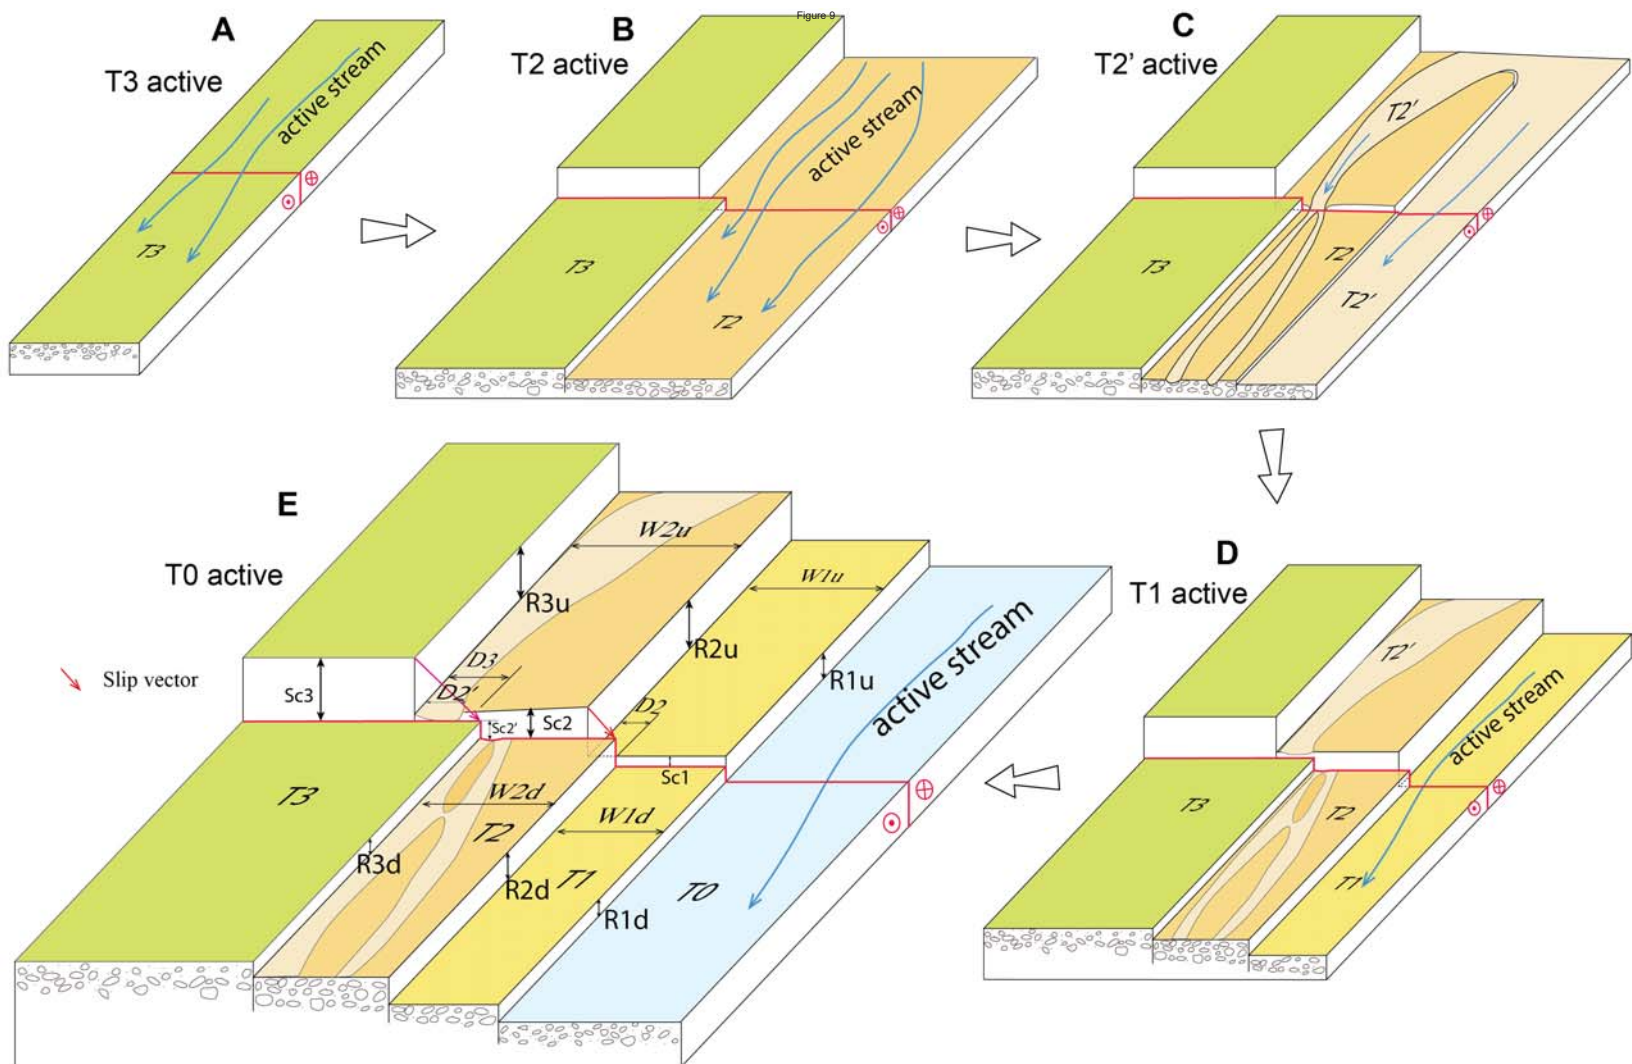 Figure 9
A
T3 active
active stream
T3
B
T2 active
active stream
T3
T2
C
T2' active
T2'
T3
T2
T2'
E
T0 active
W2u
W1u
R3u
R2u
R1u
active stream
Slip vector
Sc3
D3
D2'
Sc2'
Sc2
D2
Sc1
T3
W2d
W1d
T2
R3d
R2d
T1
R1d
T0
D
T1 active
T2'
active stream
T3
T2
T1